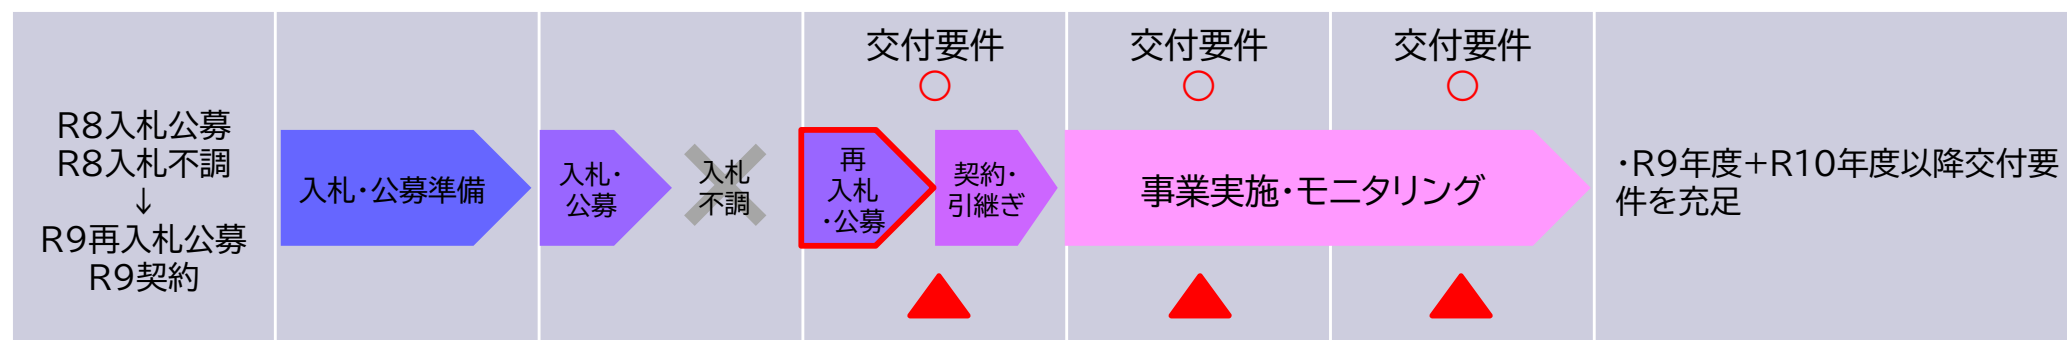 R8入札公募
R8入札不調
↓
R9再入札公募
R9契約
入札・公募準備
入札・
公募
入札
不調
交付要件
○
再
入札
・公募
契約・
引継ぎ
交付要件
○
交付要件
○
事業実施・モニタリング
・R9年度+R10年度以降交付要
件を充足